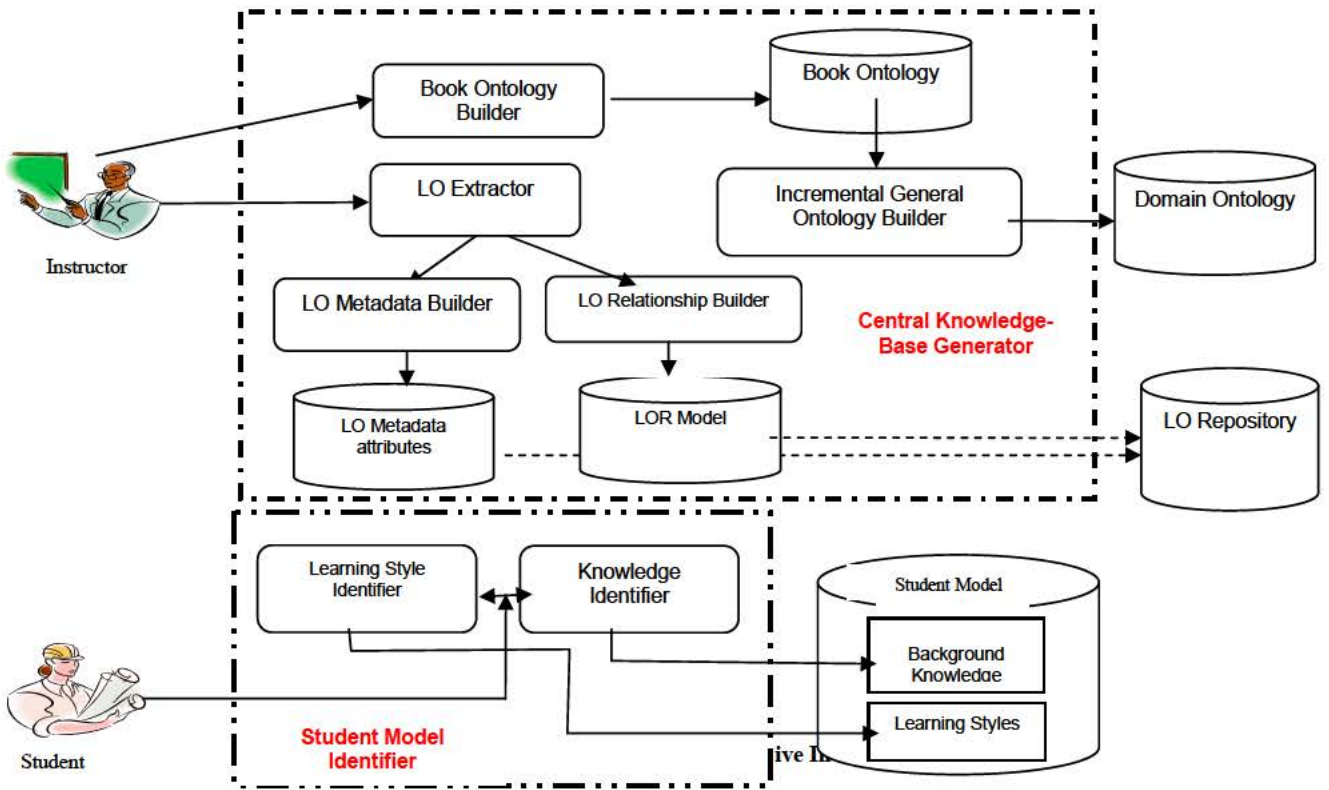 Book Ontology
Builder
Book Ontology
LO Extractor
Incremental General
Ontology Builder
Domain Ontology
Instructor
LO Metadata Builder
LO Relationship Builder
Central Knowledge-
Base Generator
LO Metadata
attributes
LOR Model
LO Repository
Learning Style
Identifier
Knowledge
Identifier
Student Model
Background
Knowledge
Learning Styles
Student Model
Identifier
Student
ive In